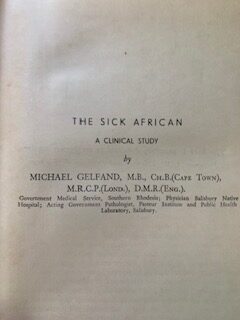 THE SICK AFRICAN
A CLINICAL STUDY
by
MICHAEL GELFAND, M.B., CH.B.(CAPE TOWN),
M.R.C.P.(LOND.), D.M.R.(ENG.).
Government Medical Service, Southern Rhodesia; Physician Salisbury Native
Hospital; Acting Government Pathologist, Pasteur Institute and Public Health
Laboratory, Salisbury.